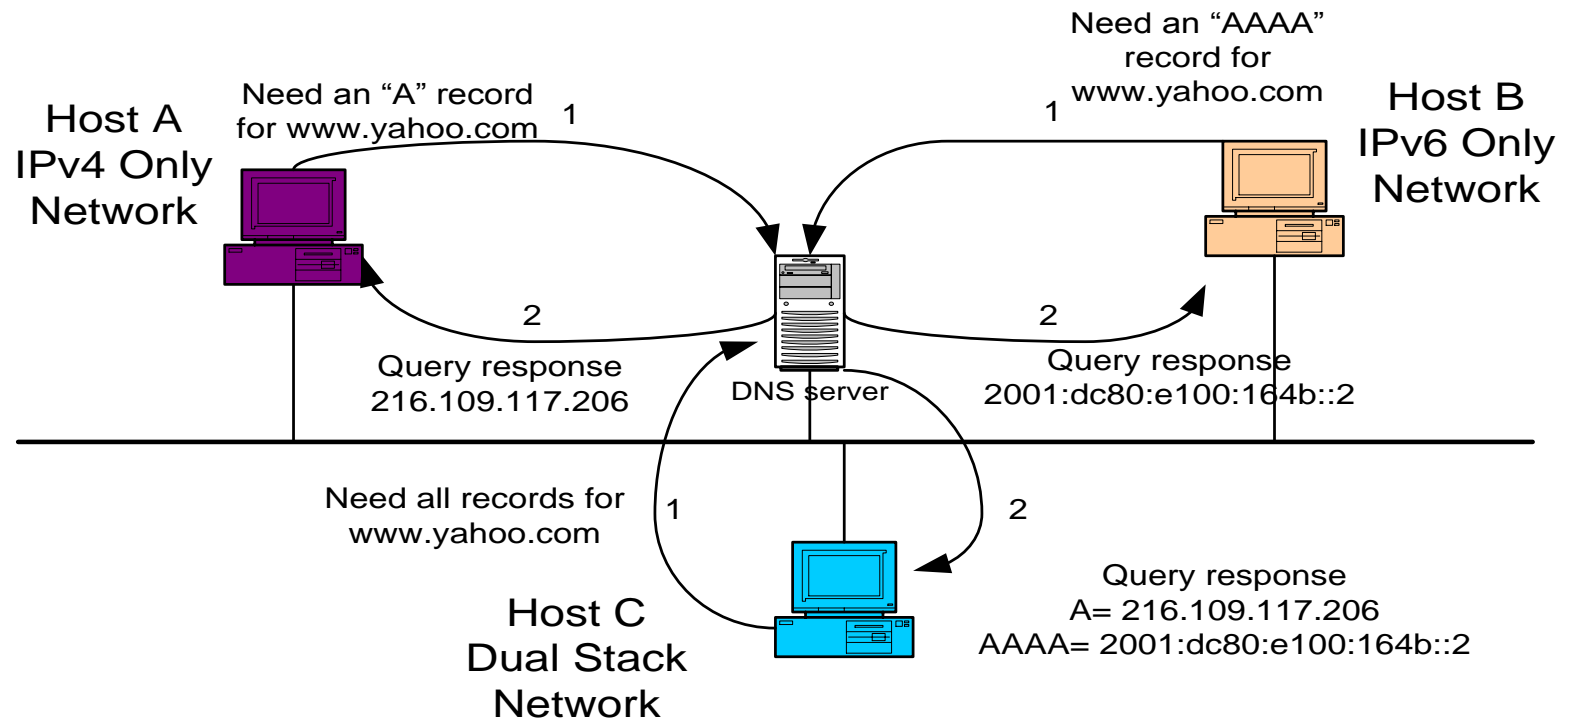 Need an “AAAA”
record for
www.yahoo.com
Need an “A” record
for www.yahoo.com
1
1
Host A
IPv4 Only
Network
Host B
IPv6 Only
Network
2
2
Query response
216.109.117.206
DNS server
Query response
2001:dc80:e100:164b::2
Need all records for
www.yahoo.com
1
2
Host C
Dual Stack
Network
Query response
A= 216.109.117.206
AAAA= 2001:dc80:e100:164b::2